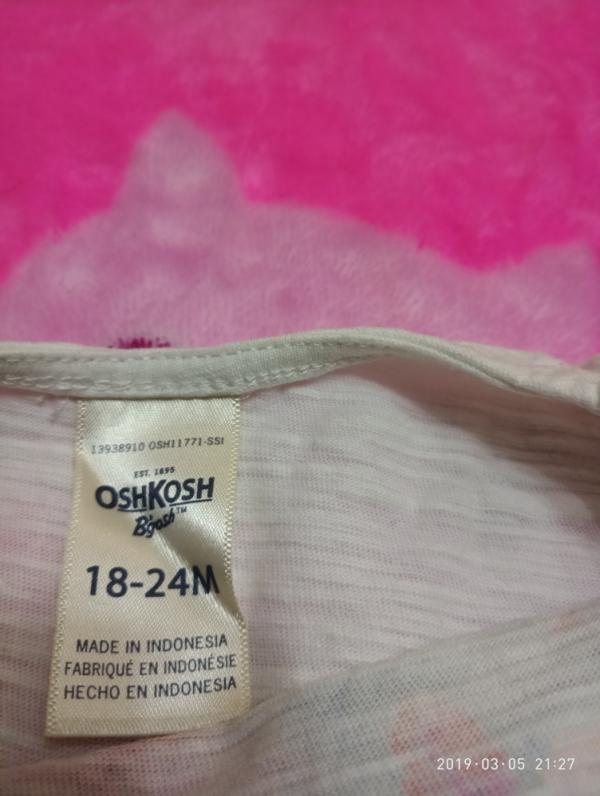 13938910 OSH11771-SSI
EST. 1895
OSHKOSH
B'gosh™
18-24M
MADE IN INDONESIA
FABRIQUÉ EN INDONÉSIE
HECHO EN INDONESIA
2019·03·05 21:27